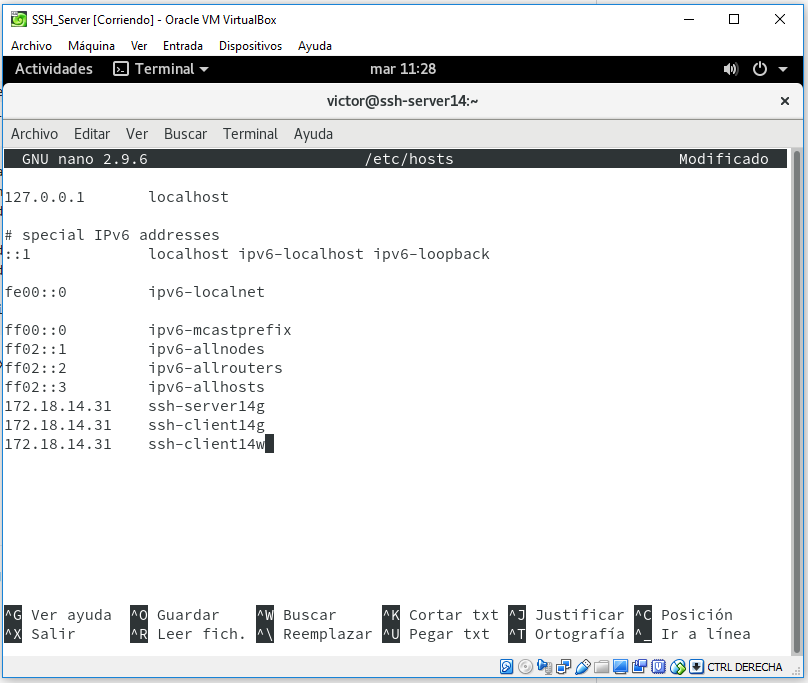 SSH_Server [Corriendo] - Oracle VM VirtualBox
Archivo Máquina Ver Entrada Dispositivos Ayuda
Actividades Terminal mar 11:28
victor@ssh-server14:~
Archivo Editar Ver Buscar Terminal Ayuda
GNU nano 2.9.6 /etc/hosts Modificado
127.0.0.1 localhost
# special IPv6 addresses
::1 localhost ipv6-localhost ipv6-loopback
fe00::0 ipv6-localnet
ff00::0 ipv6-mcastprefix
ff02::1 ipv6-allnodes
ff02::2 ipv6-allrouters
ff02::3 ipv6-allhosts
172.18.14.31 ssh-server14g
172.18.14.31 ssh-client14g
172.18.14.31 ssh-client14w
^G Ver ayuda ^O Guardar ^W Buscar ^K Cortar txt ^J Justificar ^C Posición
^X Salir ^R Leer fich. ^\ Reemplazar ^U Pegar txt ^T Ortografía ^_ Ir a línea
CTRL DERECHA